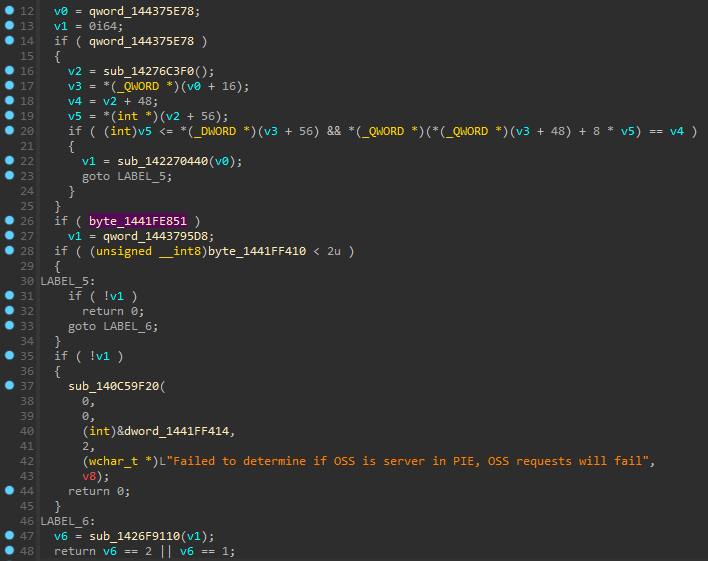 12 v0 = qword_144375E78;
13 v1 = 0i64;
14 if ( qword_144375E78 )
15 {
16 v2 = sub_14276C3F0();
17 v3 = *(_QWORD *)(v0 + 16);
18 v4 = v2 + 48;
19 v5 = *(int *)(v2 + 56);
20 if ( (int)v5 <= *(_DWORD *)(v3 + 56) && *(_QWORD *)(*(_QWORD *)(v3 + 48) + 8 * v5) == v4 )
21 {
22 v1 = sub_142270440(v0);
23 goto LABEL_5;
24 }
25 }
26 if ( byte_1441FE851 )
27 v1 = qword_1443795D8;
28 if ( (unsigned __int8)byte_1441FF410 < 2u )
29 {
30 LABEL_5:
31 if ( !v1 )
32 return 0;
33 goto LABEL_6;
34 }
35 if ( !v1 )
36 {
37 sub_140C59F20(
38 0,
39 0,
40 (int)&dword_1441FF414,
41 2,
42 (wchar_t *)L"Failed to determine if OSS is server in PIE, OSS requests will fail",
43 v8);
44 return 0;
45 }
46 LABEL_6:
47 v6 = sub_1426F9110(v1);
48 return v6 == 2 || v6 == 1;